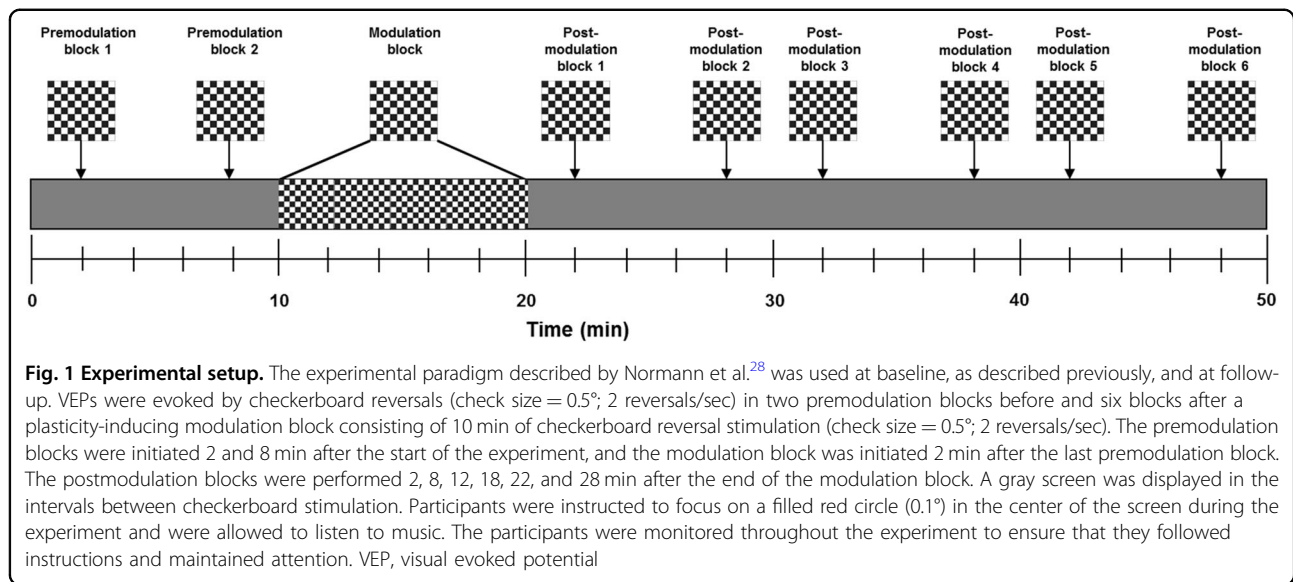 Premodulation block 1
Premodulation block 2
Modulation block
Post-modulation block 1
Post-modulation block 2
Post-modulation block 3
Post-modulation block 4
Post-modulation block 5
Post-modulation block 6
0 10 20 30 40 50
Time (min)
Fig. 1 Experimental setup. The experimental paradigm described by Normann et al.28 was used at baseline, as described previously, and at follow-
up. VEPs were evoked by checkerboard reversals (check size = 0.5°; 2 reversals/sec) in two premodulation blocks before and six blocks after a
plasticity-inducing modulation block consisting of 10 min of checkerboard reversal stimulation (check size = 0.5°; 2 reversals/sec). The premodulation
blocks were initiated 2 and 8 min after the start of the experiment, and the modulation block was initiated 2 min after the last premodulation block.
The postmodulation blocks were performed 2, 8, 12, 18, 22, and 28 min after the end of the modulation block. A gray screen was displayed in the
intervals between checkerboard stimulation. Participants were instructed to focus on a filled red circle (0.1°) in the center of the screen during the
experiment and were allowed to listen to music. The participants were monitored throughout the experiment to ensure that they followed
instructions and maintained attention. VEP, visual evoked potential